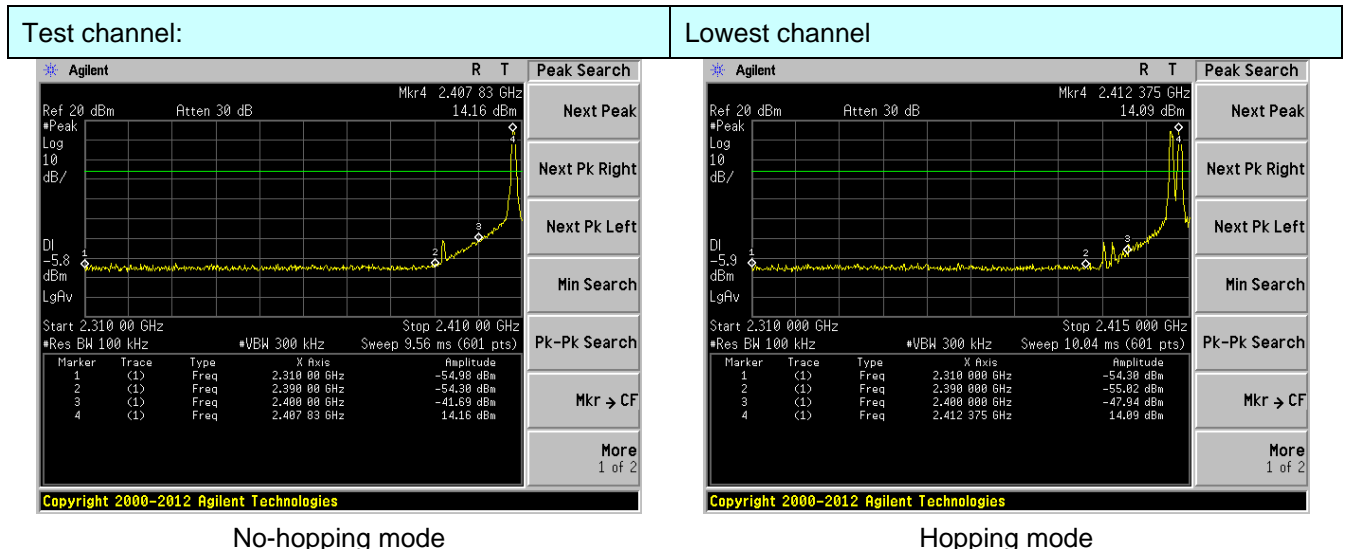 Test channel:
Lowest channel
Agilent
R T
Peak Search
Mkr4 2.407 83 GHz
Ref 20 dBm Atten 30 dB 14.16 dBm
#Peak
Log
10
dB/
DI
-5.8
dBm
LgAv
1
2
3
4
Start 2.310 00 GHz Stop 2.410 00 GHz
#Res BW 100 kHz #VBW 300 kHz Sweep 9.56 ms (601 pts)
Marker Trace Type X Axis Amplitude
1 (1) Freq 2.310 00 GHz -54.98 dBm
2 (1) Freq 2.390 00 GHz -54.30 dBm
3 (1) Freq 2.400 00 GHz -41.69 dBm
4 (1) Freq 2.407 83 GHz 14.16 dBm
Next Peak
Next Pk Right
Next Pk Left
Min Search
Pk-Pk Search
Mkr → CF
More
1 of 2
Copyright 2000-2012 Agilent Technologies
No-hopping mode
Agilent
R T
Peak Search
Mkr4 2.412 375 GHz
Ref 20 dBm Atten 30 dB 14.09 dBm
#Peak
Log
10
dB/
DI
-5.9
dBm
LgAv
1
2
3
4
Start 2.310 000 GHz Stop 2.415 000 GHz
#Res BW 100 kHz #VBW 300 kHz Sweep 10.04 ms (601 pts)
Marker Trace Type X Axis Amplitude
1 (1) Freq 2.310 000 GHz -54.30 dBm
2 (1) Freq 2.390 000 GHz -55.02 dBm
3 (1) Freq 2.400 000 GHz -47.94 dBm
4 (1) Freq 2.412 375 GHz 14.09 dBm
Next Peak
Next Pk Right
Next Pk Left
Min Search
Pk-Pk Search
Mkr → CF
More
1 of 2
Copyright 2000-2012 Agilent Technologies
Hopping mode